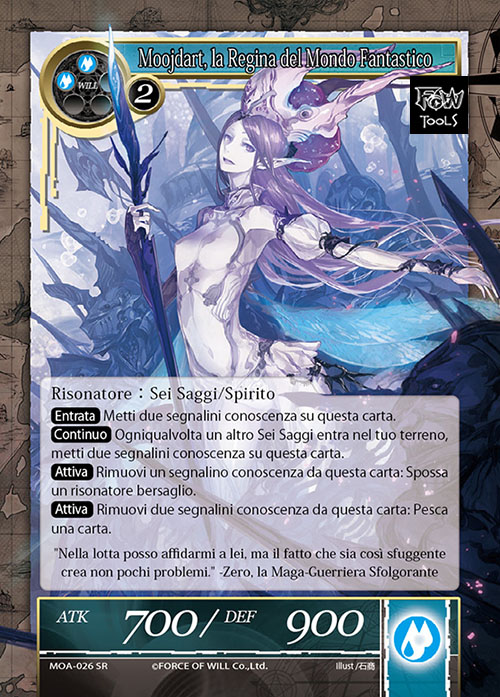 Moojdart, la Regina del Mondo Fantastico
WILL
2
FoW
TOOLS
Risonatore : Sei Saggi/Spirito
Entrata Metti due segnalini conoscenza su questa carta.
Continuo Ogniqualvolta un altro Sei Saggi entra nel tuo terreno,
metti due segnalini conoscenza su questa carta.
Attiva Rimuovi un segnalino conoscenza da questa carta: Spossa
un risonatore bersaglio.
Attiva Rimuovi due segnalini conoscenza da questa carta: Pesca
una carta.
"Nella lotta posso affidarmi a lei, ma il fatto che sia così sfuggente
crea non pochi problemi." -Zero, la Maga-Guerriera Sfolgorante
ATK 700 / DEF 900
MOA-026 SR ©FORCE OF WILL Co.,Ltd. Illust /石商